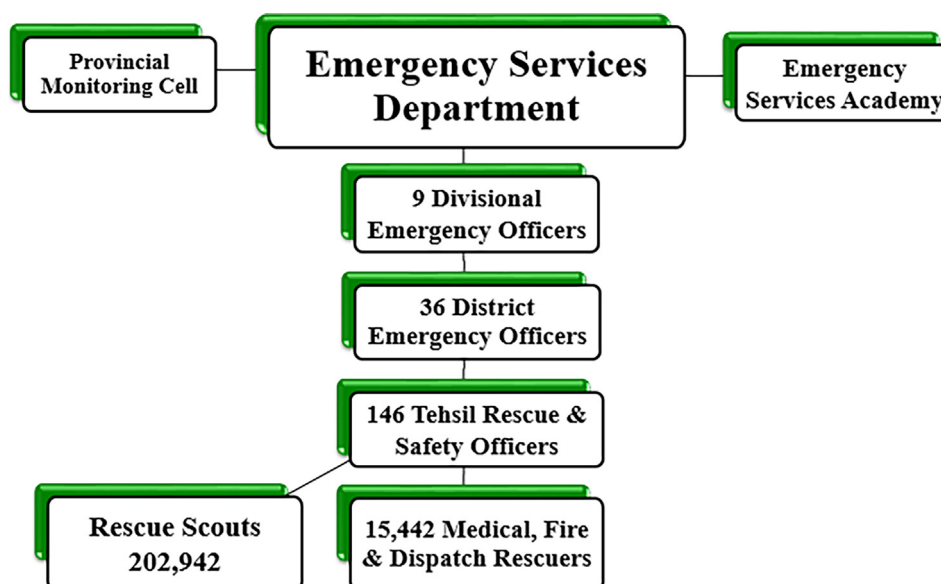 Provincial
Monitoring Cell
Emergency Services
Department
Emergency
Services Academy
9 Divisional
Emergency Officers
36 District
Emergency Officers
146 Tehsil Rescue &
Safety Officers
Rescue Scouts
202,942
15,442 Medical, Fire
& Dispatch Rescuers